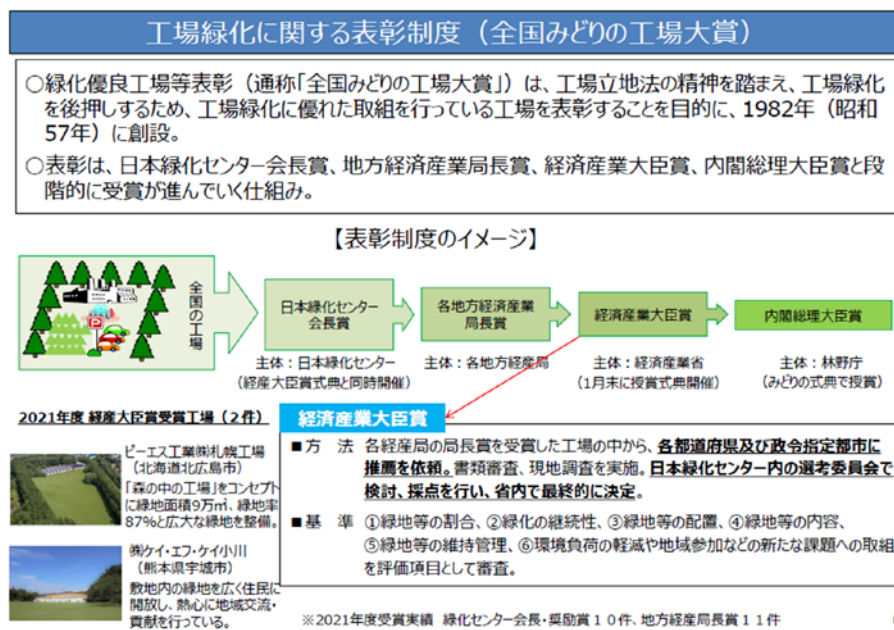 工場緑化に関する表彰制度（全国みどりの工場大賞）
○緑化優良工場等表彰（通称「全国みどりの工場大賞」）は、工場立地法の精神を踏まえ、工場緑化
を後押しするため、工場緑化に優れた取組を行っている工場を表彰することを目的に、1982年（昭和
57年）に創設。
○表彰は、日本緑化センター会長賞、地方経済産業局長賞、経済産業大臣賞、内閣総理大臣賞と段
階的に受賞が進んでいく仕組み。
【表彰制度のイメージ】
全国の工場
P
日本緑化センター
会長賞
各地方経済産業
局長賞
経済産業大臣賞
内閣総理大臣賞
主体：日本緑化センター
（経産大臣賞式典と同時開催）
主体：各地方経産局
主体：経済産業省
（1月末に授賞式典開催）
主体：林野庁
（みどりの式典で授賞）
2021年度 経産大臣賞受賞工場（２件）
ピーエス工業㈱札幌工場
（北海道北広島市）
「森の中の工場」をコンセプト
に緑地面積9万㎡、緑地率
87%と広大な緑地を整備。
㈱ケイ・エフ・ケイ小川
（熊本県宇城市）
敷地内の緑地を広く住民に
開放し、熱心に地域交流・
貢献を行っている。
経済産業大臣賞
■方　法　各経産局の局長賞を受賞した工場の中から、各都道府県及び政令指定都市に
推薦を依頼。書類審査、現地調査を実施。日本緑化センター内の選考委員会で
検討、採点を行い、省内で最終的に決定。
■基　準　①緑地等の割合、②緑化の継続性、③緑地等の配置、④緑地等の内容、
⑤緑地等の維持管理、⑥環境負荷の軽減や地域参加などの新たな課題への取組
を評価項目として審査。
※2021年度受賞実績　緑化センター会長・奨励賞１０件、地方経産局長賞１１件